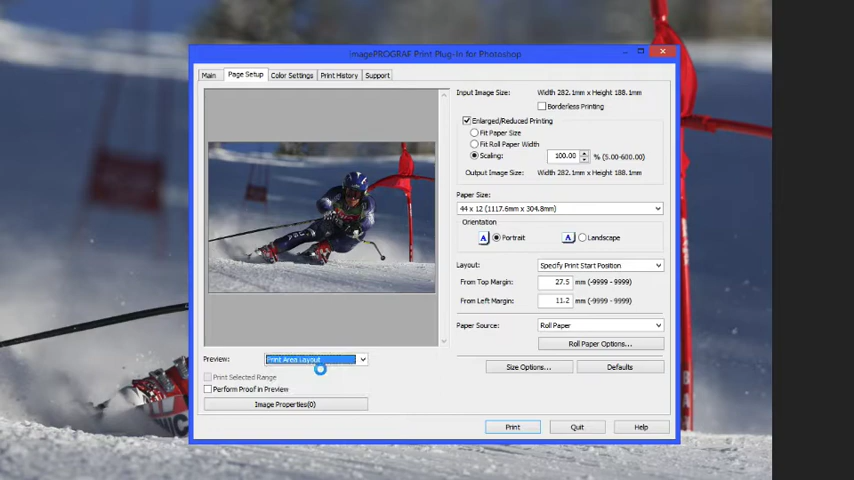 imagePROGRAF Print Plug-In for Photoshop
Main
Page Setup
Color Settings
Print History
Support
Input Image Size: Width 282.1mm x Height 188.1mm
Borderless Printing
Enlarged/Reduced Printing
Fit Paper Size
Fit Roll Paper Width
Scaling: 100.00 % (5.00-600.00)
Output Image Size: Width 282.1mm x Height 188.1mm
Paper Size:
44 x 12 (1117.6mm x 304.8mm)
Orientation
A Portrait A Landscape
Layout: Specify Print Start Position
From Top Margin: 27.5 mm (-9999 - 9999)
From Left Margin: 11.2 mm (-9999 - 9999)
Paper Source: Roll Paper
Roll Paper Options...
Size Options... Defaults
Preview: Print Area Layout
Print Selected Range
Perform Proof in Preview
Image Properties(0)
Print Quit Help